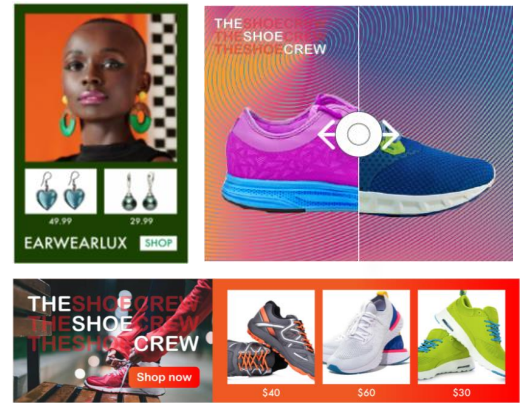 49.99 29.99
EARWEARLUX SHOP
THESHOECREW
THESHOECREW
THESHOECREW
THESHOECREW
THESHOECREW
THESHOECREW
Shop now
$40 $60 $30